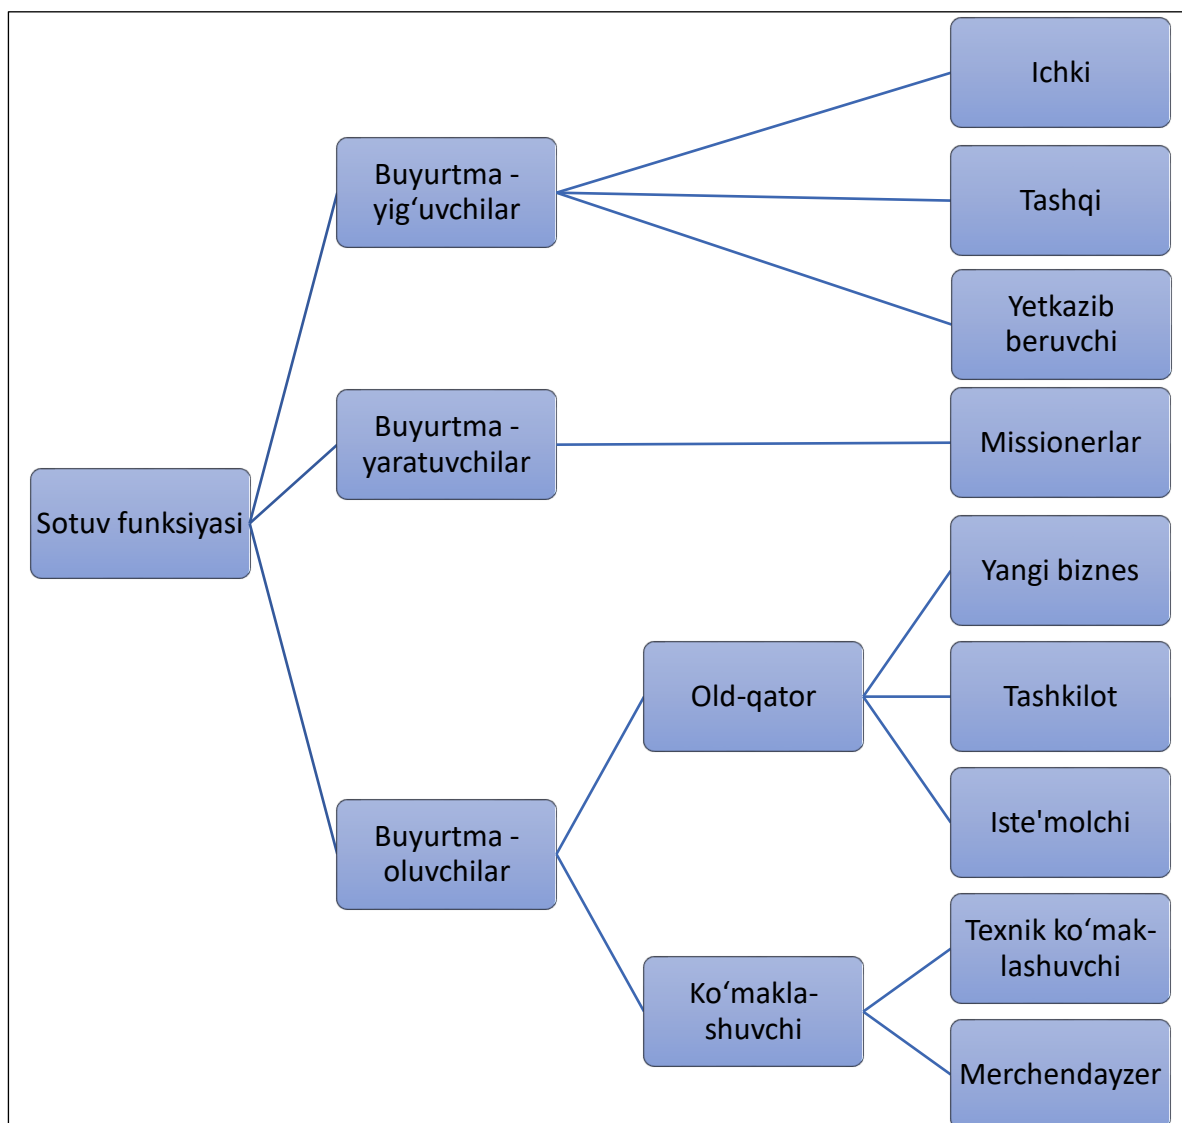 Sotuv funksiyasi
Buyurtma -
yig‘uvchilar
Ichki
Tashqi
Yetkazib
beruvchi
Buyurtma -
yaratuvchilar
Missionerlar
Buyurtma -
oluvchilar
Old-qator
Yangi biznes
Tashkilot
Iste'molchi
Ko‘makla-
shuvchi
Texnik ko‘mak-
lashuvchi
Merchendayzer